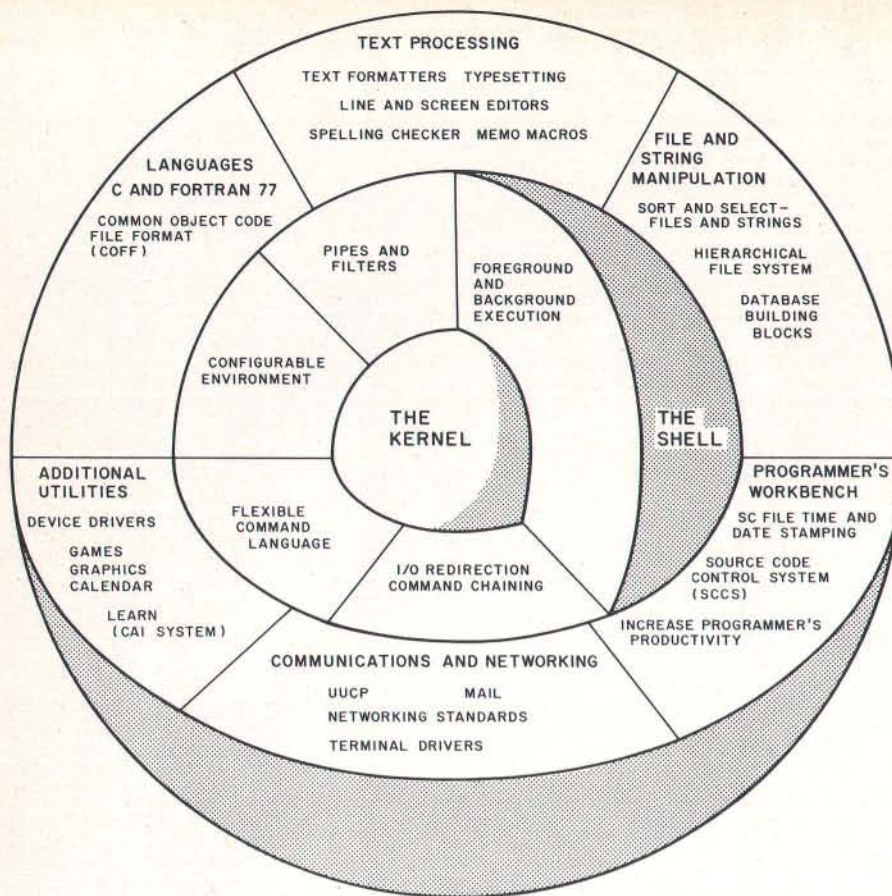 TEXT PROCESSING
TEXT FORMATTERS TYPESETTING
LINE AND SCREEN EDITORS
SPELLING CHECKER MEMO MACROS
LANGUAGES
C AND FORTRAN 77
COMMON OBJECT CODE
FILE FORMAT
(COFF)
FILE AND
STRING
MANIPULATION
SORT AND SELECT-
FILES AND STRINGS
HIERARCHICAL
FILE SYSTEM
DATABASE
BUILDING
BLOCKS
PIPES AND
FILTERS
FOREGROUND
AND
BACKGROUND
EXECUTION
CONFIGURABLE
ENVIRONMENT
THE
KERNEL
THE
SHELL
ADDITIONAL
UTILITIES
DEVICE DRIVERS
GAMES
GRAPHICS
CALENDAR
LEARN
(CAI SYSTEM)
FLEXIBLE
COMMAND
LANGUAGE
I/O REDIRECTION
COMMAND CHAINING
PROGRAMMER'S
WORKBENCH
SC FILE TIME AND
DATE STAMPING
SOURCE CODE
CONTROL SYSTEM
(SCCS)
INCREASE PROGRAMMER'S
PRODUCTIVITY
COMMUNICATIONS AND NETWORKING
UUCP MAIL
NETWORKING STANDARDS
TERMINAL DRIVERS